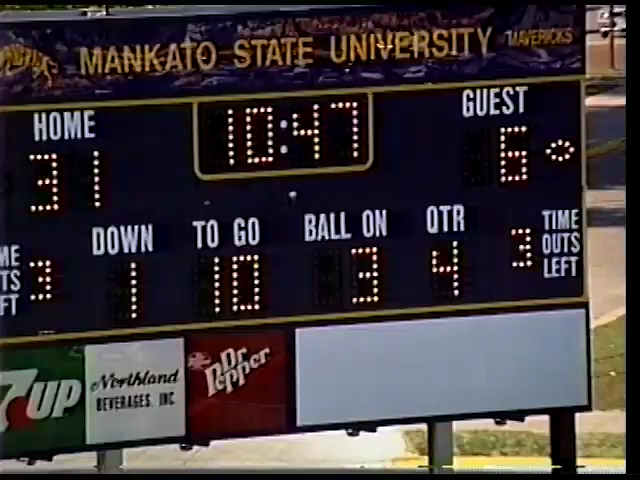 MANKATO STATE UNIVERSITY MAVERICKS
HOME 10:47 GUEST
31 6
DOWN TO GO BALL ON QTR TIME OUTS LEFT
3 1 10 3 4 3
7UP Northland BEVERAGES, INC Dr Pepper